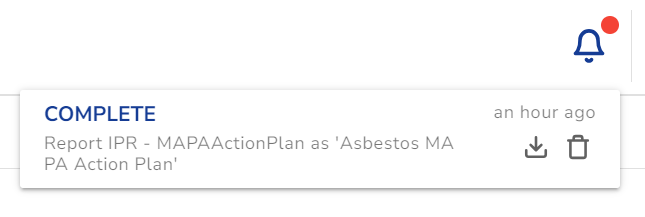 COMPLETE
an hour ago
Report IPR - MAPAActionPlan as 'Asbestos MA
PA Action Plan'